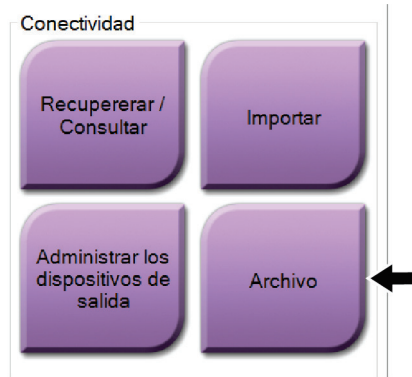 Conectividad
Recupererar /
Consultar
Importar
Administrar los
dispositivos de
salida
Archivo